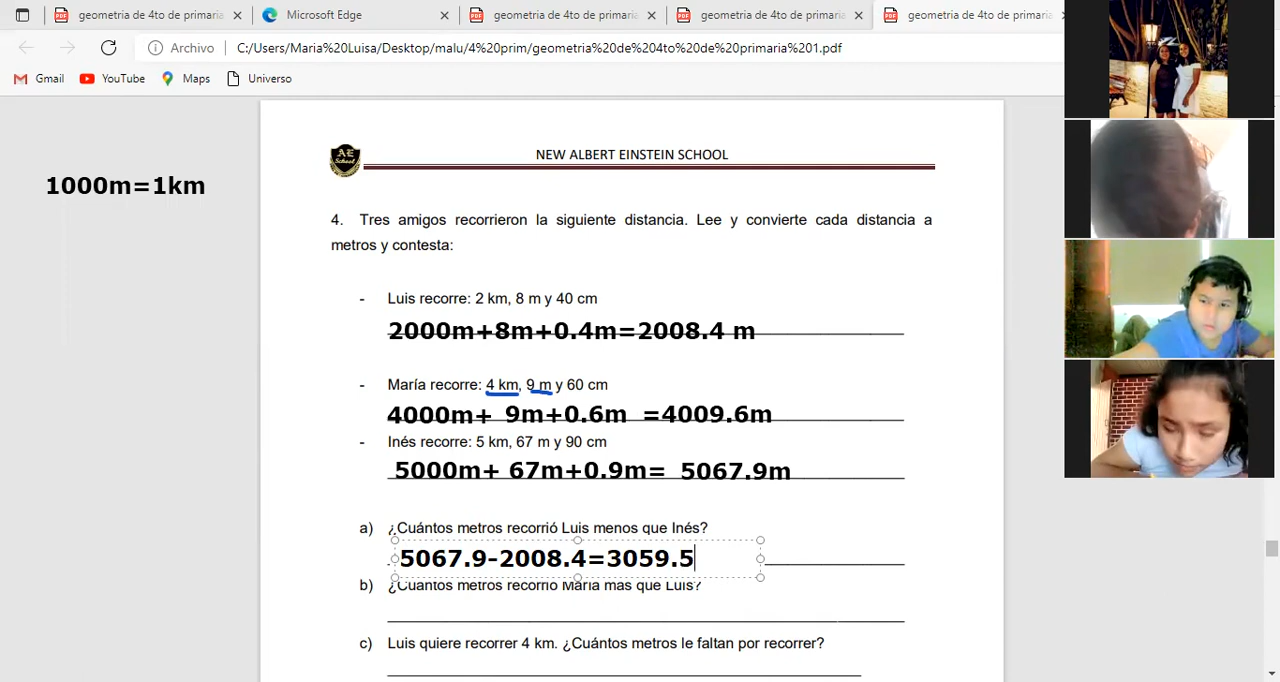 geometria de 4to de primaria
Microsoft Edge
geometria de 4to de primaria
geometria de 4to de primaria
geometria de 4to de primaria
Archivo
C:/Users/Maria%20Luisa/Desktop/malu/4%20prim/geometria%20de%204to%20de%20primaria%201.pdf
Gmail YouTube Maps Universo
1000m=1km
AE School
NEW ALBERT EINSTEIN SCHOOL
4. Tres amigos recorrieron la siguiente distancia. Lee y convierte cada distancia a
metros y contesta:
- Luis recorre: 2 km, 8 m y 40 cm
2000m+8m+0.4m=2008.4 m
- María recorre: 4 km, 9 m y 60 cm
4000m+ 9m+0.6m =4009.6m
- Inés recorre: 5 km, 67 m y 90 cm
5000m+ 67m+0.9m= 5067.9m
a) ¿Cuántos metros recorrió Luis menos que Inés?
5067.9-2008.4=3059.5
b) ¿Cuántos metros recorrió María más que Luis?
c) Luis quiere recorrer 4 km. ¿Cuántos metros le faltan por recorrer?